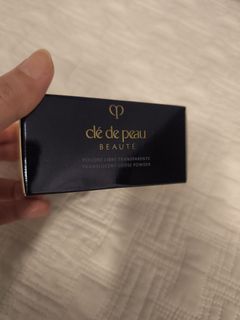 clé de peau
BEAUTÉ
POUDRE LIBRE TRANSPARENTE
TRANSLUCENT LOOSE POWDER